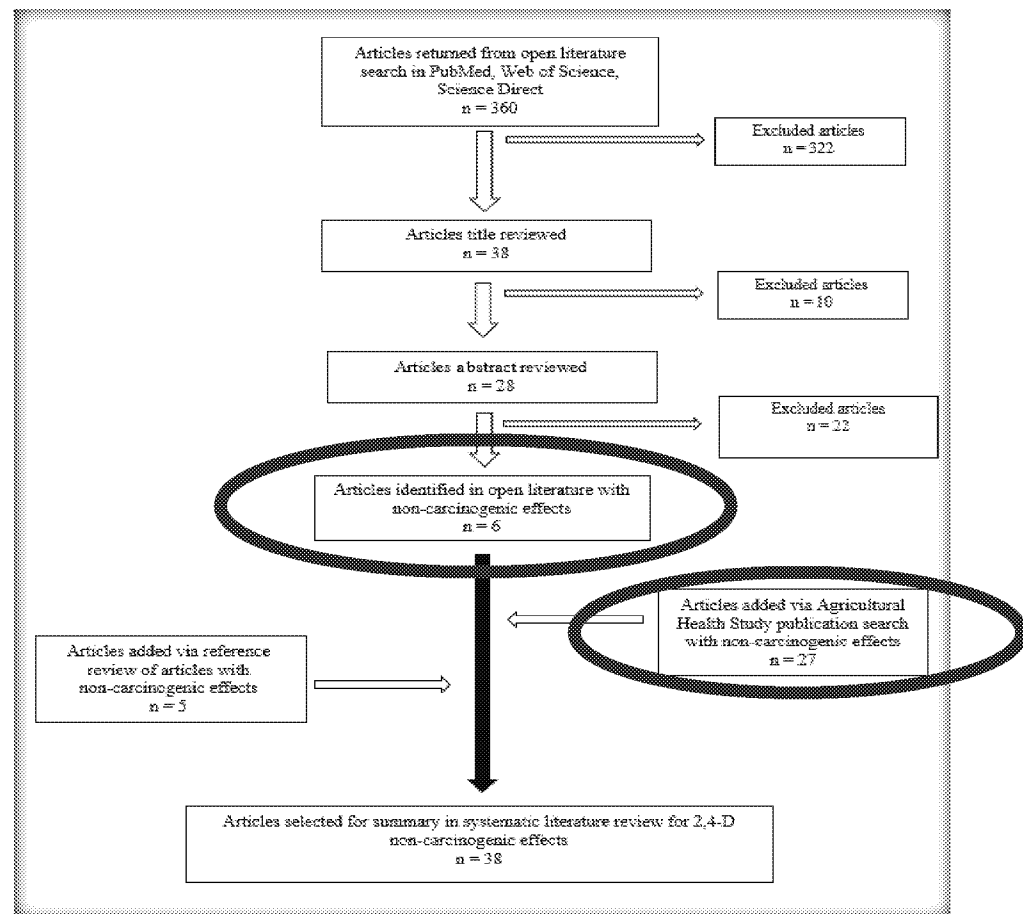 Articles returned from open literature
search in PubMed, Web of Science,
Science Direct
n = 360
Excluded articles
n = 322
Articles title reviewed
n = 38
Excluded articles
n = 10
Articles abstract reviewed
n = 28
Excluded articles
n = 22
Articles identified in open literature with
non-carcinogenic effects
n = 6
Articles added via Agricultural
Health Study publication search
with non-carcinogenic effects
n = 27
Articles added via reference
review of articles with
non-carcinogenic effects
n = 5
Articles selected for summary in systematic literature review for 2,4-D
non-carcinogenic effects
n = 38